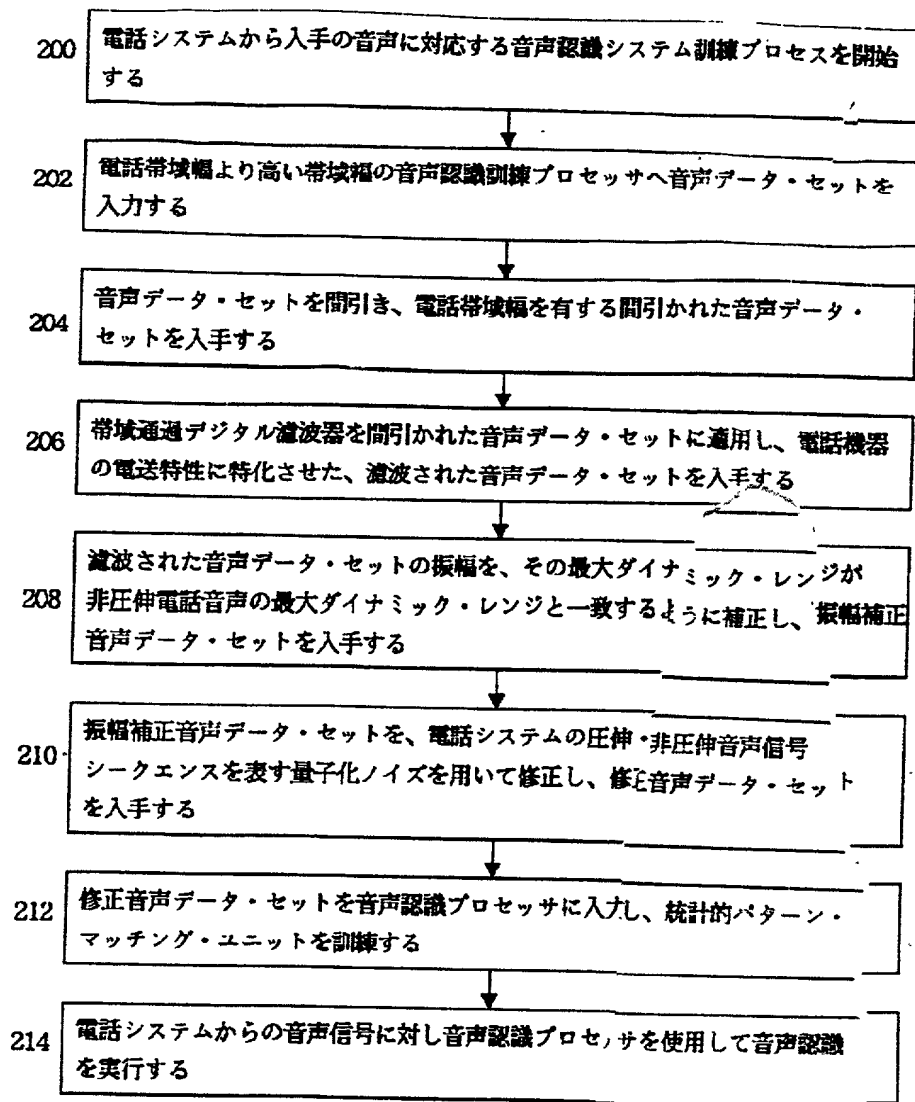 200 電話システムから入手の音声に対応する音声認識システム訓練プロセスを開始
する
202 電話帯域幅より高い帯域幅の音声認識訓練プロセッサへ音声データ・セットを
入力する
204 音声データ・セットを間引き、電話帯域幅を有する間引かれた音声データ・
セットを入手する
206 帯域通過デジタル濾波器を間引かれた音声データ・セットに適用し、電話機器
の電送特性に特化させた、濾波された音声データ・セットを入手する
208 濾波された音声データ・セットの振幅を、その最大ダイナミック・レンジが
非圧伸電話音声の最大ダイナミック・レンジと一致するように補正し、振幅補正
音声データ・セットを入手する
210 振幅補正音声データ・セットを、電話システムの圧伸・非圧伸音声信号
シークエンスを表す量子化ノイズを用いて修正し、修正音声データ・セット
を入手する
212 修正音声データ・セットを音声認識プロセッサに入力し、統計的パターン・
マッチング・ユニットを訓練する
214 電話システムからの音声信号に対し音声認識プロセッサを使用して音声認識
を実行する